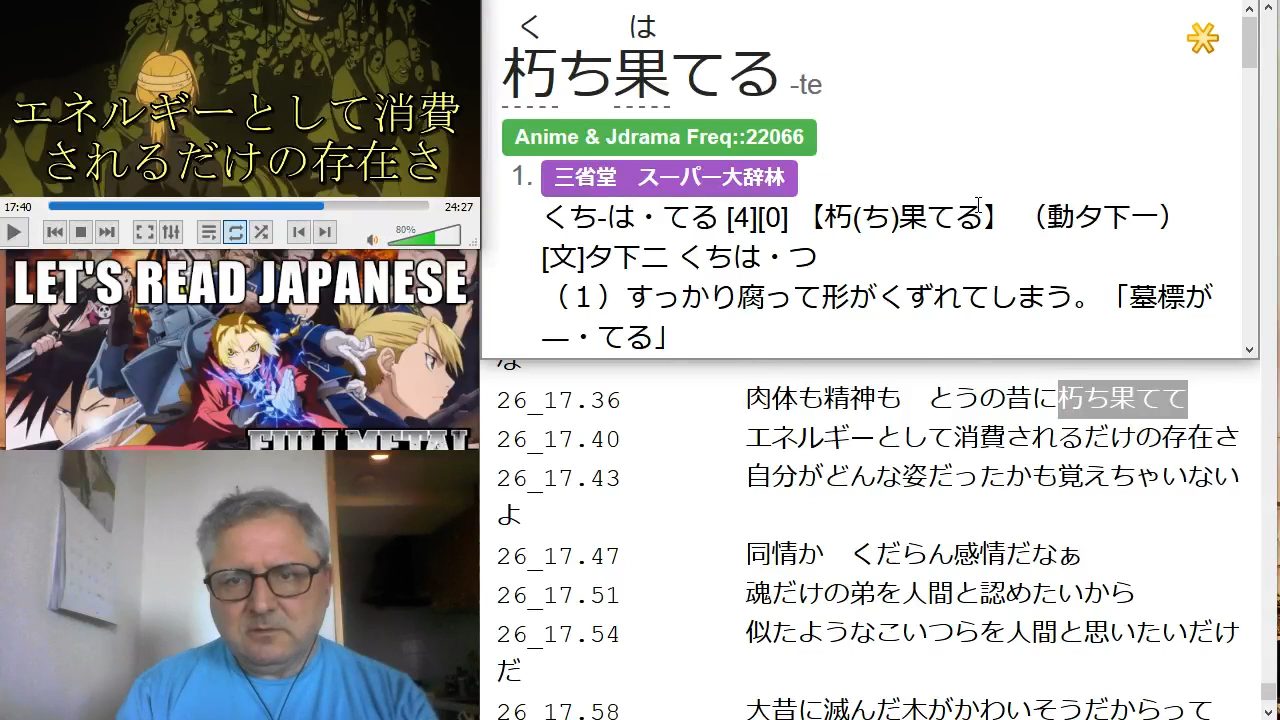 エネルギーとして消費
されるだけの存在さ
17:40
24:27
80%
LET'S READ JAPANESE
FULLMETAL
く は
朽ち果てる -te
Anime & Jdrama Freq::22066
1. 三省堂 スーパー大辞林
くち-は・てる [4][0] 【朽(ち)果てる】 （動タ下一）
[文]タ下二 くちは・つ
（１）すっかり腐って形がくずれてしまう。「墓標が
―・てる」
な
26_17.36 肉体も精神も とうの昔に朽ち果てて
26_17.40 エネルギーとして消費されるだけの存在さ
26_17.43 自分がどんな姿だったかも覚えちゃいない
よ
26_17.47 同情か くだらん感情だなぁ
26_17.51 魂だけの弟を人間と認めたいから
26_17.54 似たようなこいつらを人間と思いたいだけ
だ
26_17.58 大昔に滅んだ木がかわいそうだからって